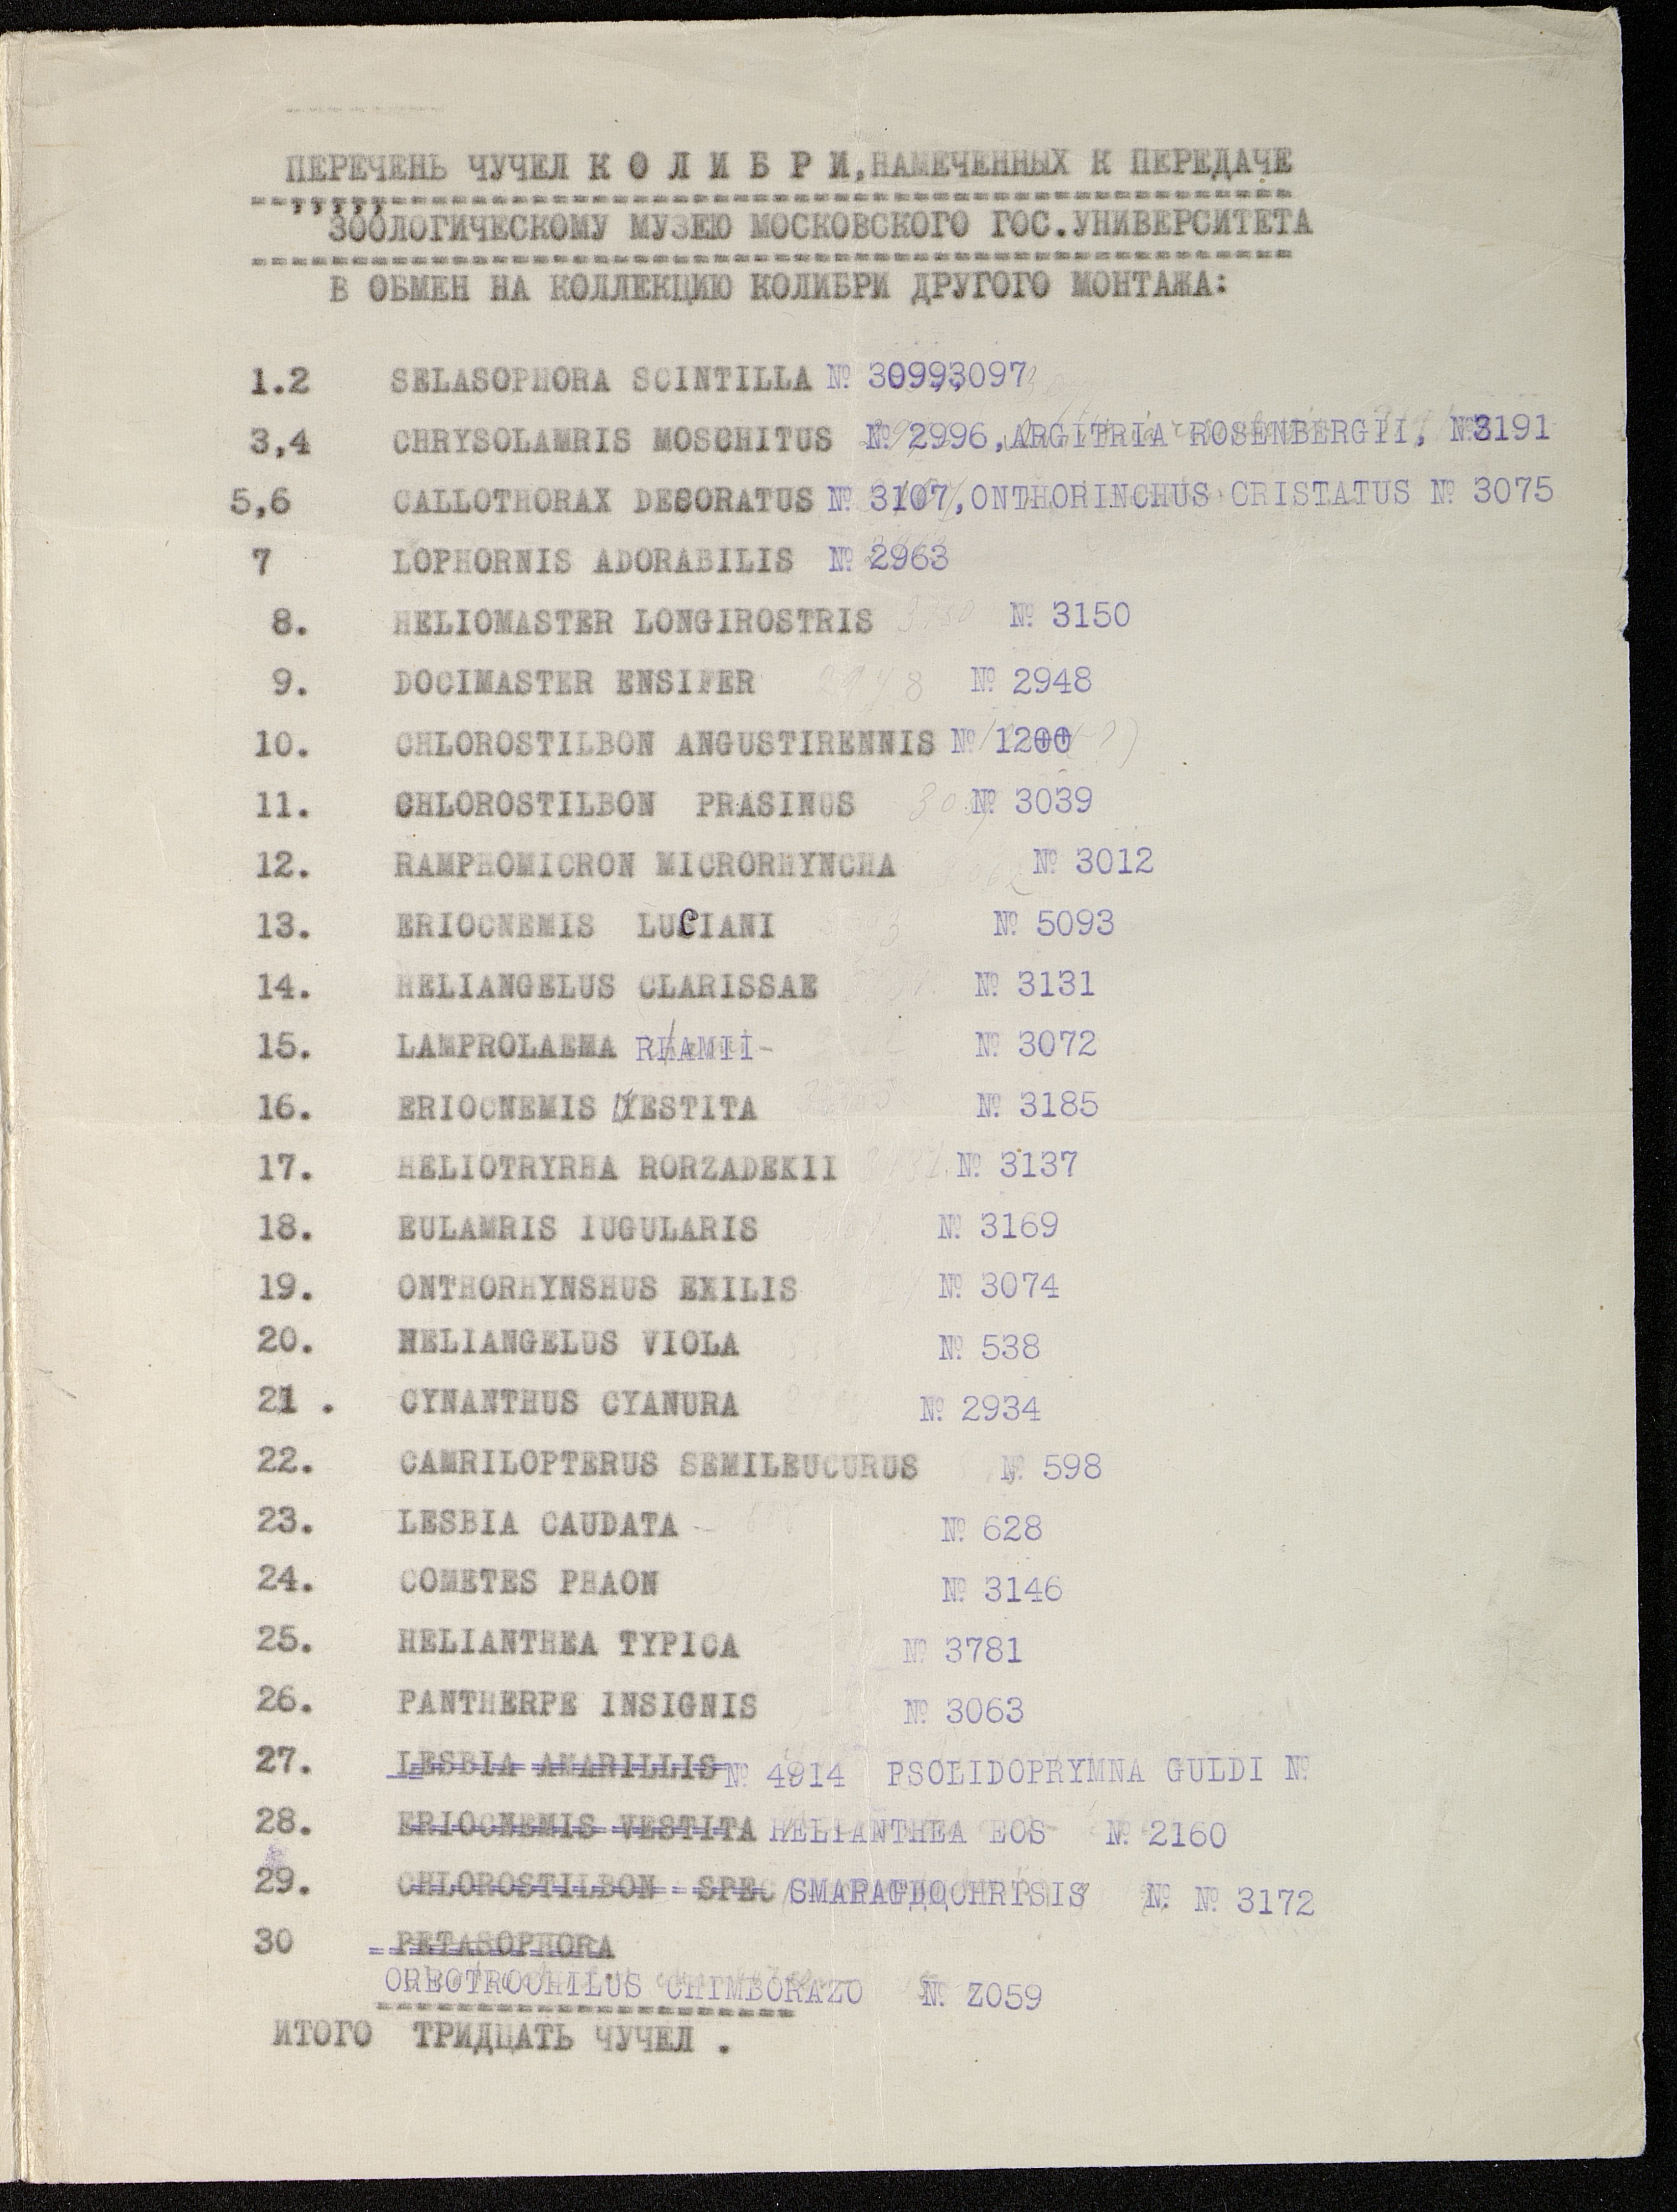 ПЕРЕЧЕНЬ ЧУЧЕЛ К О Л И Б Р И,НАМЕЧЕННЫХ К ПЕРЕДАЧЕ
ЗООЛОГИЧЕСКОМУ МУЗЕЮ МОСКОВСКОГО ГОС.УНИВЕРСИТЕТА
В ОБМЕН НА КОЛЛЕКЦИЮ КОЛИБРИ ДРУГОГО МОНТАЖА:
1.2 SELASOPHORA SCINTILLA № 3099,3097
3,4 CHRYSOLAMRIS MOSCHITUS № 2996,ARGITRIA ROSENBERGII, №3191
5,6 CALLOTHORAX DECORATUS № 3107,ONTHORINCHUS CRISTATUS № 3075
7 LOPHORNIS ADORABILIS № 2963
8. HELIOMASTER LONGIROSTRIS № 3150
9. DOCIMASTER ENSIFER 2948 № 2948
10. CHLOROSTILBON ANGUSTIRENNIS № 1200
11. CHLOROSTILBON PRASINUS № 3039
12. RAMPHOMICRON MICRORHYNCHA № 3012
13. ERIOCNEMIS LUCIANI № 5093
14. HELIANGELUS CLARISSAE № 3131
15. LAMPROLAEMA RHAMII- № 3072
16. ERIOCNEMIS VESTITA № 3185
17. HELIOTRYRHA RORZADEKII № 3137
18. EULAMRIS IUGULARIS № 3169
19. ONTHORHYNSHUS EXILIS № 3074
20. NELIANGELUS VIOLA № 538
21 . CYNANTHUS CYANURA № 2934
22. CAMRILOPTERUS SEMILEUCURUS № 598
23. LESBIA CAUDATA № 628
24. COMETES PHAON № 3146
25. HELIANTHEA TYPICA № 3781
26. PANTHERPE INSIGNIS № 3063
27. LESBIA AMARILLIS № 4914 PSOLIDOPRYMNA GULDI №
28. ERIOCNEMIS VESTITA HELIANTHEA EOS № 2160
29. CHLOROSTILBON SPEC SMARAGDOCHRISIS № № 3172
30 PETASOPHORA
OREOTROCHILUS CHIMBORAZO № Z059
ИТОГО ТРИДЦАТЬ ЧУЧЕЛ .